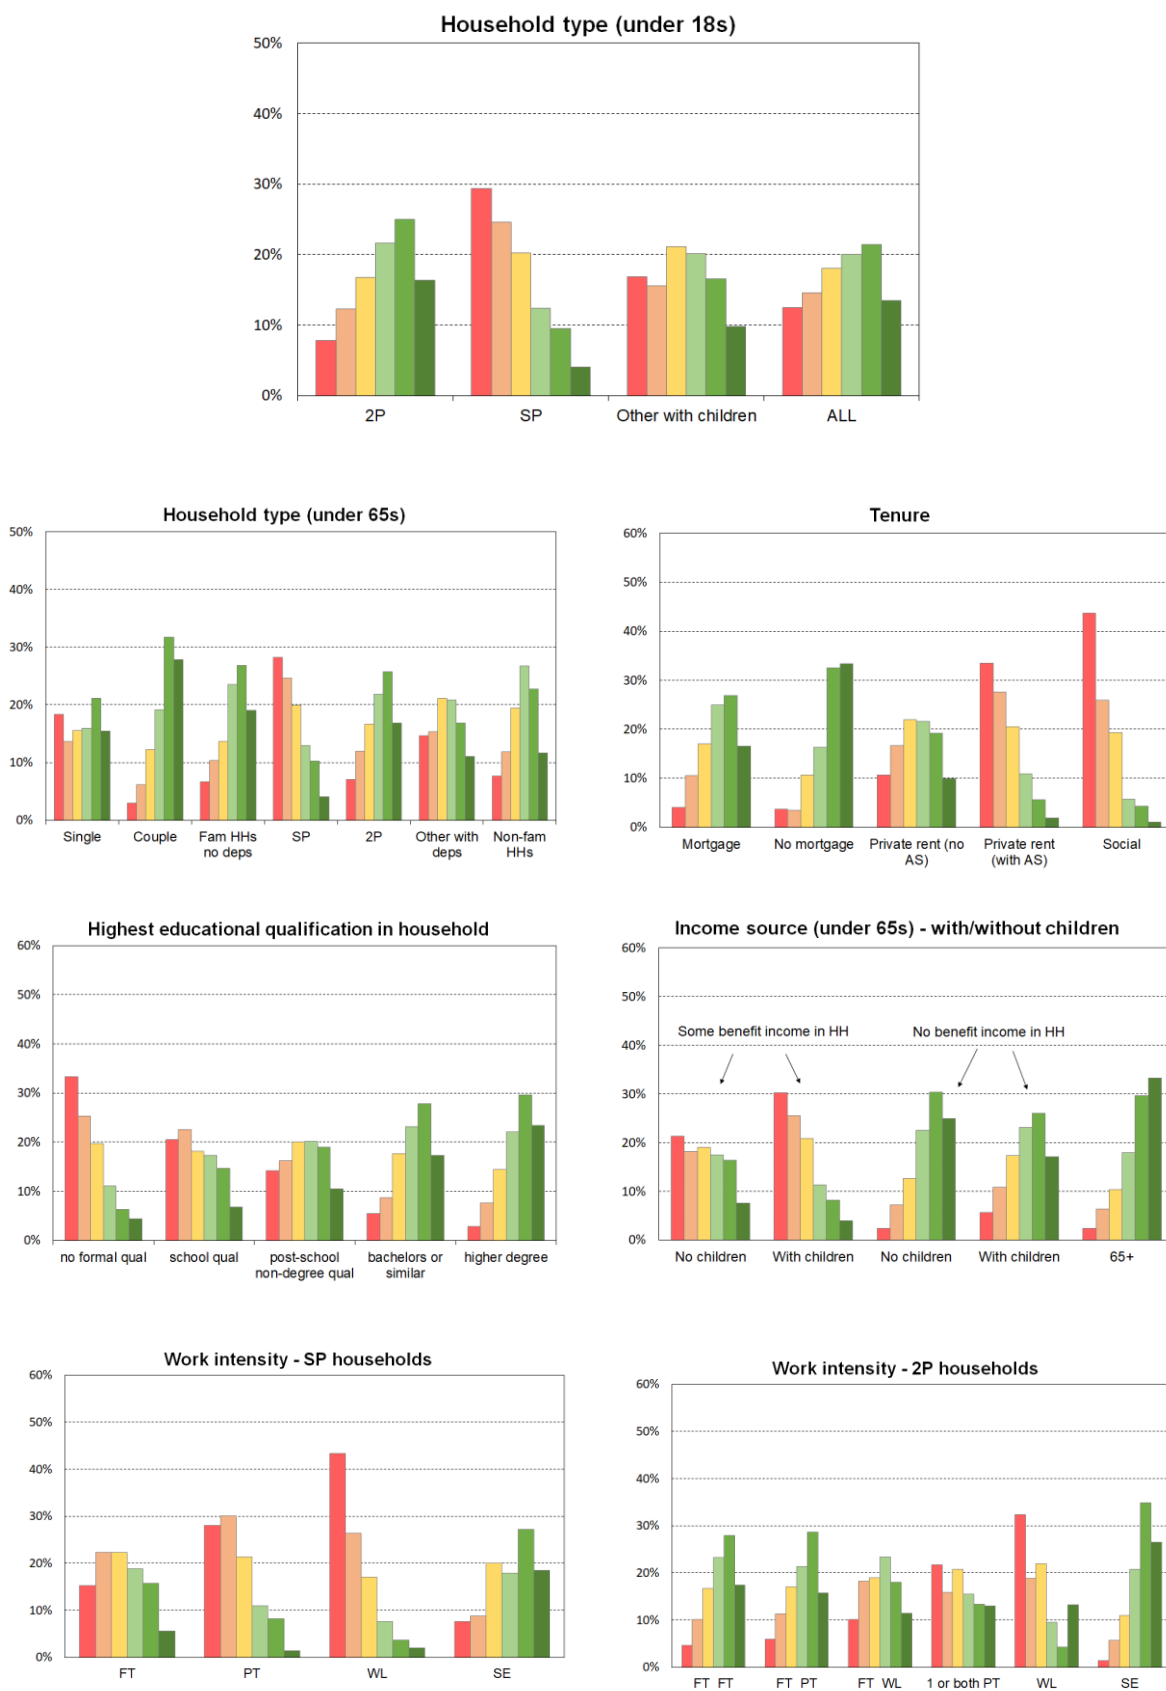 Household type (under 18s)
50%
40%
30%
20%
10%
0%
2P SP Other with children ALL
Household type (under 65s)
50%
40%
30%
20%
10%
0%
Single Couple Fam HHs SP 2P Other with Non-fam
no deps deps HHs
Tenure
60%
50%
40%
30%
20%
10%
0%
Mortgage No mortgage Private rent (no Private rent Social
AS) (with AS)
Highest educational qualification in household
60%
50%
40%
30%
20%
10%
0%
no formal qual school qual post-school bachelors or higher degree
non-degree qual similar
Income source (under 65s) - with/without children
60%
50%
40%
30%
20%
10%
0%
Some benefit income in HH No benefit income in HH
No children With children No children With children 65+
Work intensity - SP households
60%
50%
40%
30%
20%
10%
0%
FT PT WL SE
Work intensity - 2P households
60%
50%
40%
30%
20%
10%
0%
FT FT FT PT FT WL 1 or both PT WL SE